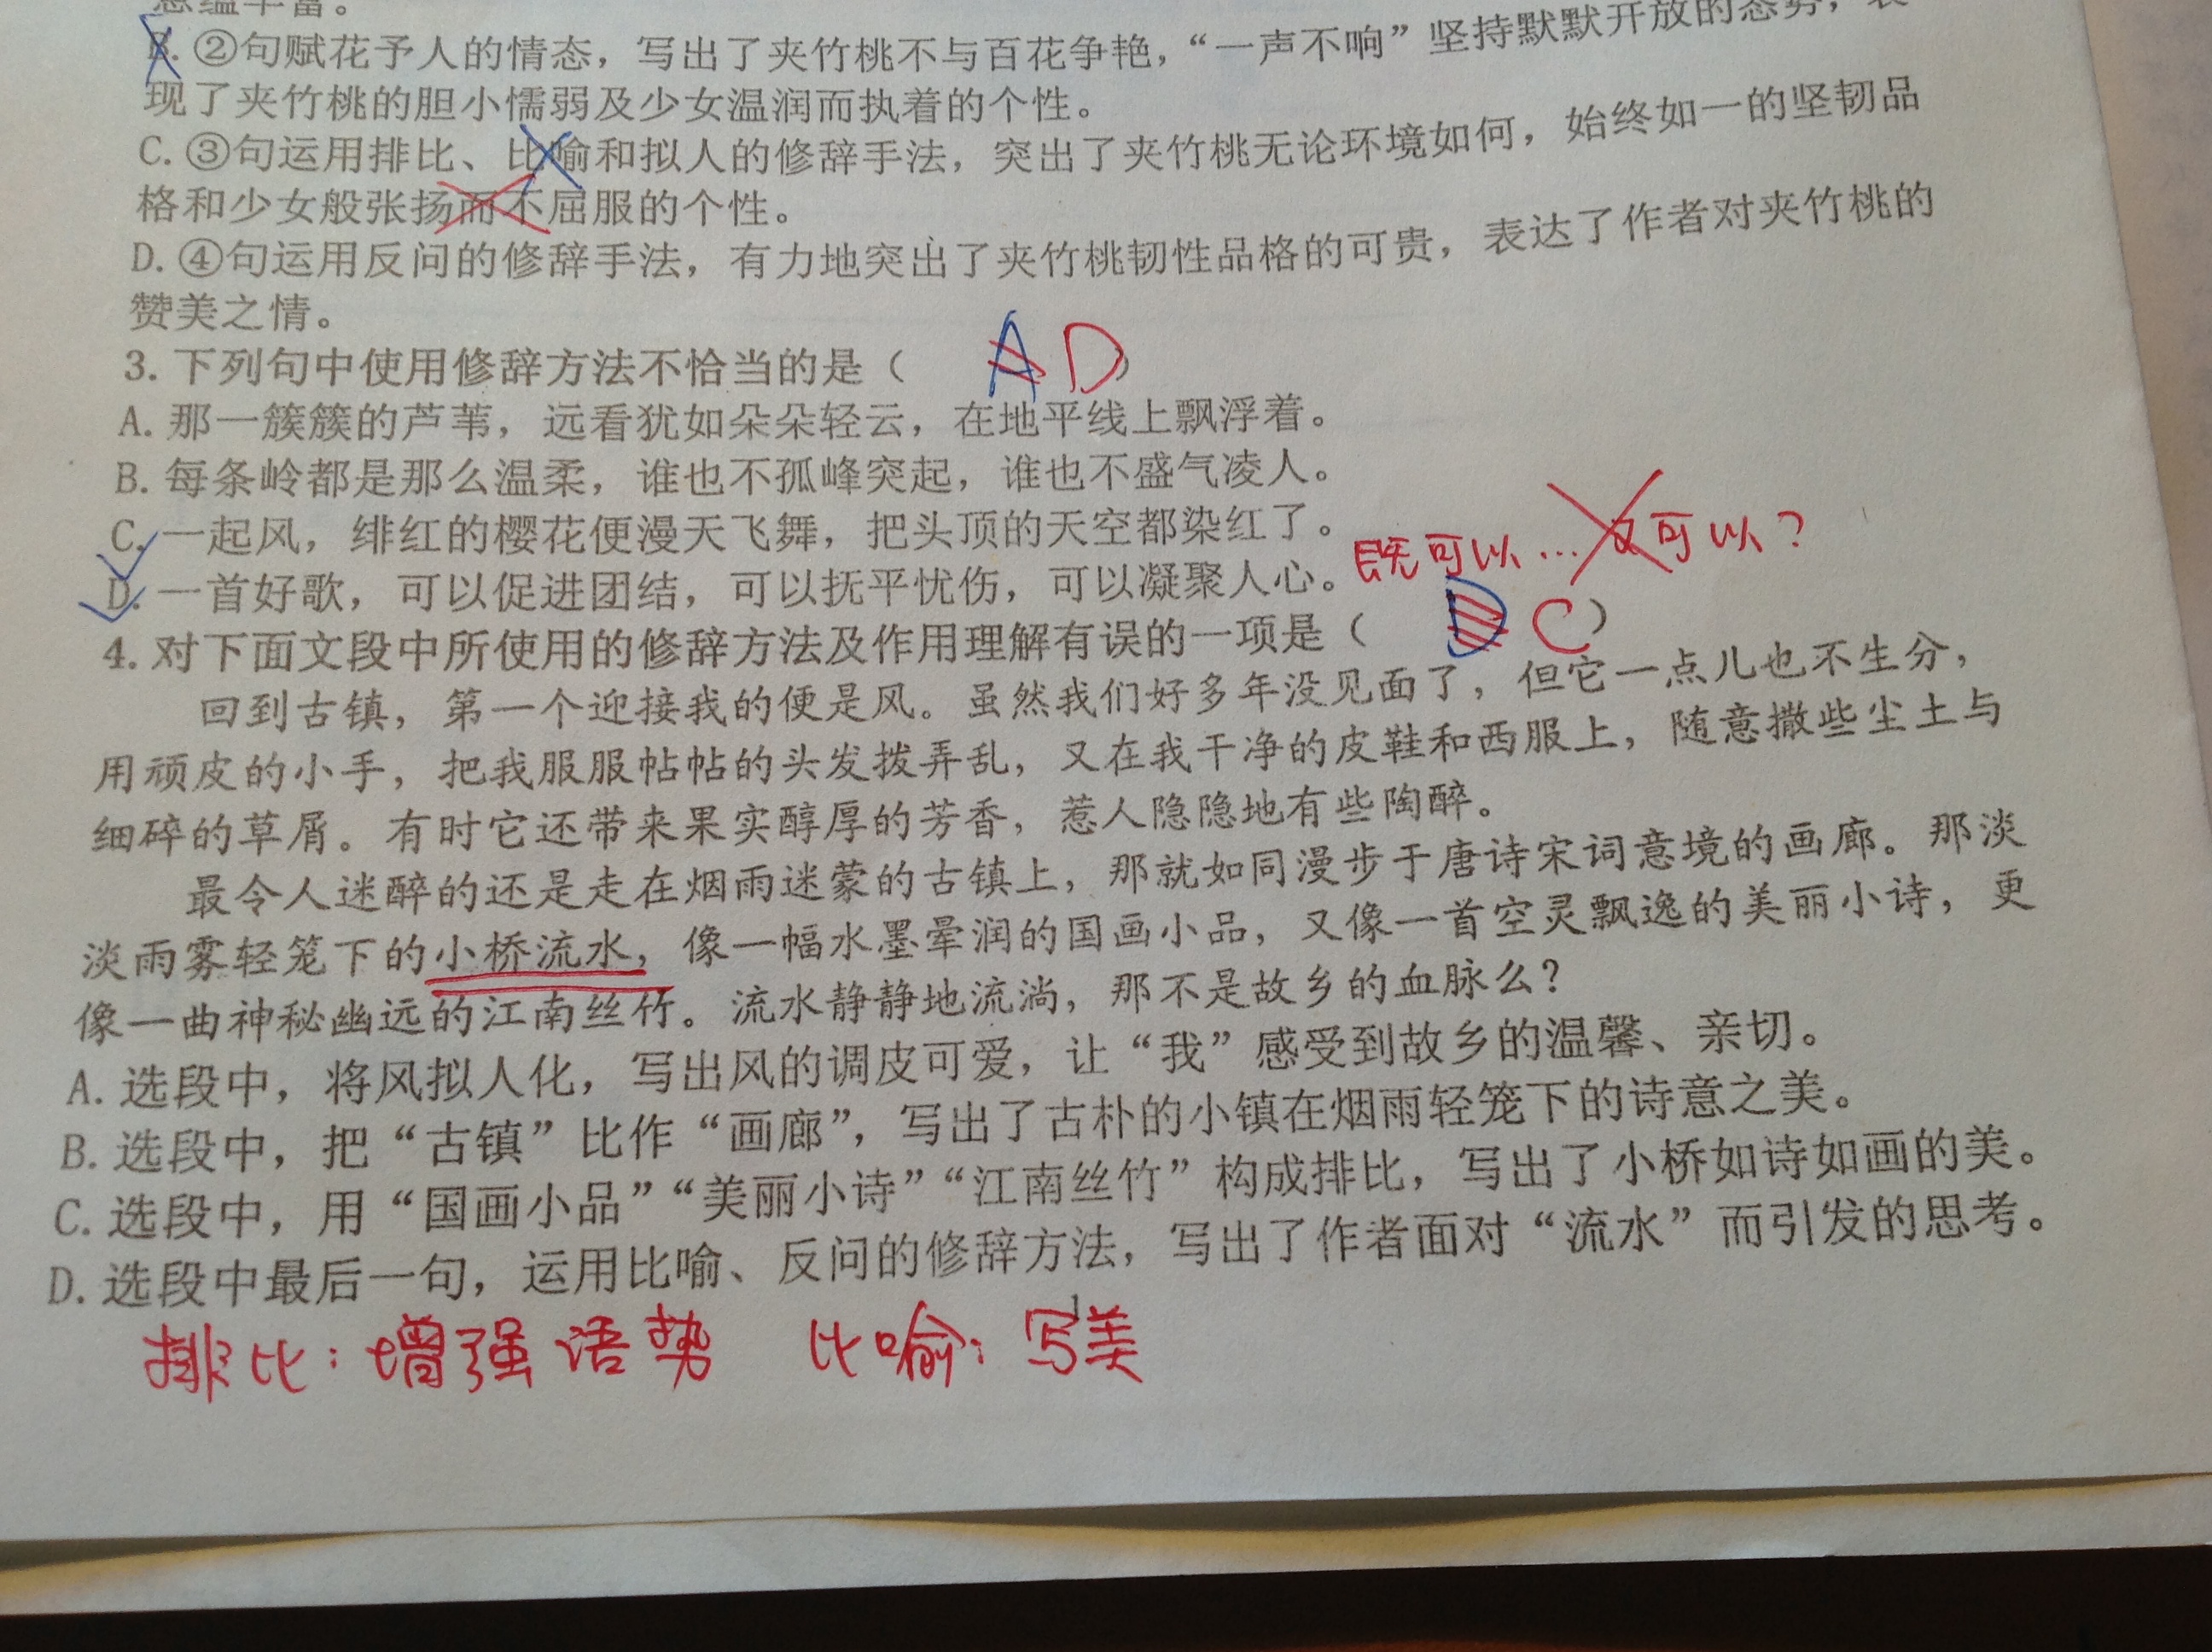 意蕴丰富。
B. ②句赋花予人的情态，写出了夹竹桃不与百花争艳，“一声不响”坚持默默开放的态势，表
现了夹竹桃的胆小懦弱及少女温润而执着的个性。
C. ③句运用排比、比喻和拟人的修辞手法，突出了夹竹桃无论环境如何，始终如一的坚韧品
格和少女般张扬而不屈服的个性。
D. ④句运用反问的修辞手法，有力地突出了夹竹桃韧性品格的可贵，表达了作者对夹竹桃的
赞美之情。
3. 下列句中使用修辞方法不恰当的是（ A D ）
A. 那一簇簇的芦苇，远看犹如朵朵轻云，在地平线上飘浮着。
B. 每条岭都是那么温柔，谁也不孤峰突起，谁也不盛气凌人。
C. 一起风，绯红的樱花便漫天飞舞，把头顶的天空都染红了。
D. 一首好歌，可以促进团结，可以抚平忧伤，可以凝聚人心。 既可以…又可以？
4. 对下面文段中所使用的修辞方法及作用理解有误的一项是（ D C ）
回到古镇，第一个迎接我的便是风。虽然我们好多年没见面了，但它一点儿也不生分，
用顽皮的小手，把我服服帖帖的头发拨弄乱，又在我干净的皮鞋和西服上，随意撒些尘土与
细碎的草屑。有时它还带来果实醇厚的芳香，惹人隐隐地有些陶醉。
最令人迷醉的还是走在烟雨迷蒙的古镇上，那就如同漫步于唐诗宋词意境的画廊。那淡
淡雨雾轻笼下的小桥流水，像一幅水墨晕润的国画小品，又像一首空灵飘逸的美丽小诗，更
像一曲神秘幽远的江南丝竹。流水静静地流淌，那不是故乡的血脉么？
A. 选段中，将风拟人化，写出风的调皮可爱，让“我”感受到故乡的温馨、亲切。
B. 选段中，把“古镇”比作“画廊”，写出了古朴的小镇在烟雨轻笼下的诗意之美。
C. 选段中，用“国画小品”“美丽小诗”“江南丝竹”构成排比，写出了小桥如诗如画的美。
D. 选段中最后一句，运用比喻、反问的修辞方法，写出了作者面对“流水”而引发的思考。
排比：增强语势 比喻：写美